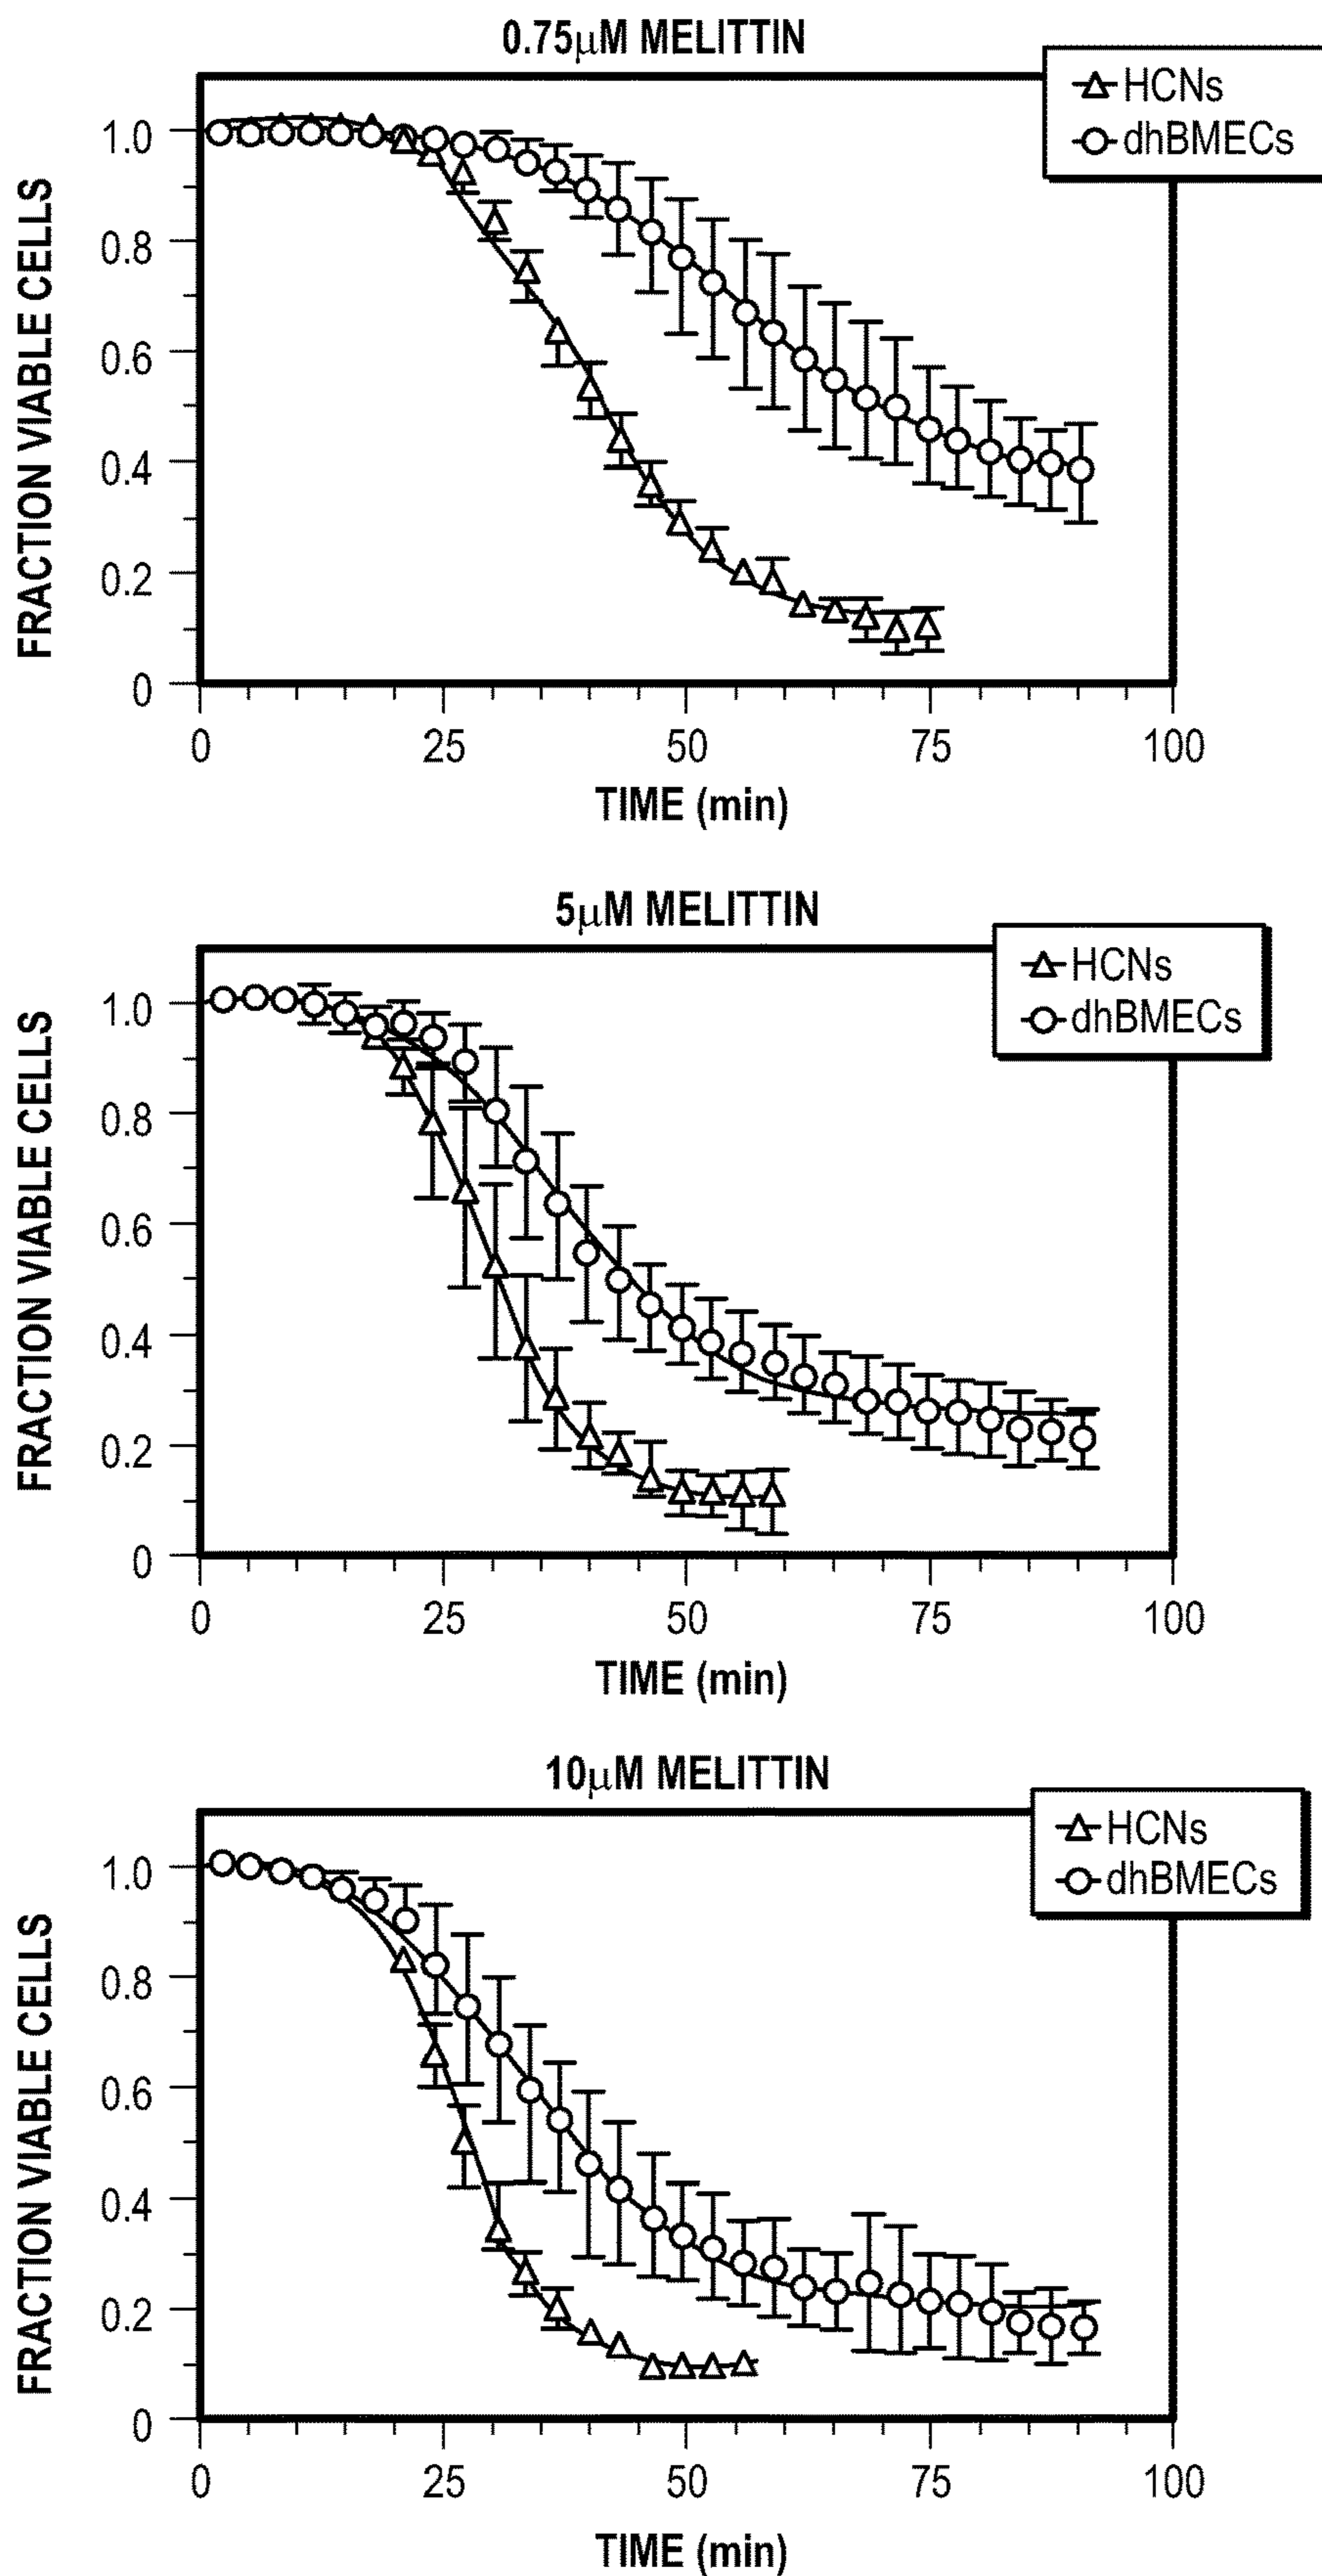 0.75μM MELITTIN
HCNs
dhBMECs
FRACTION VIABLE CELLS
1.0
0.8
0.6
0.4
0.2
0
0 25 50 75 100
TIME (min)
5μM MELITTIN
HCNs
dhBMECs
FRACTION VIABLE CELLS
1.0
0.8
0.6
0.4
0.2
0
0 25 50 75 100
TIME (min)
10μM MELITTIN
HCNs
dhBMECs
FRACTION VIABLE CELLS
1.0
0.8
0.6
0.4
0.2
0
0 25 50 75 100
TIME (min)